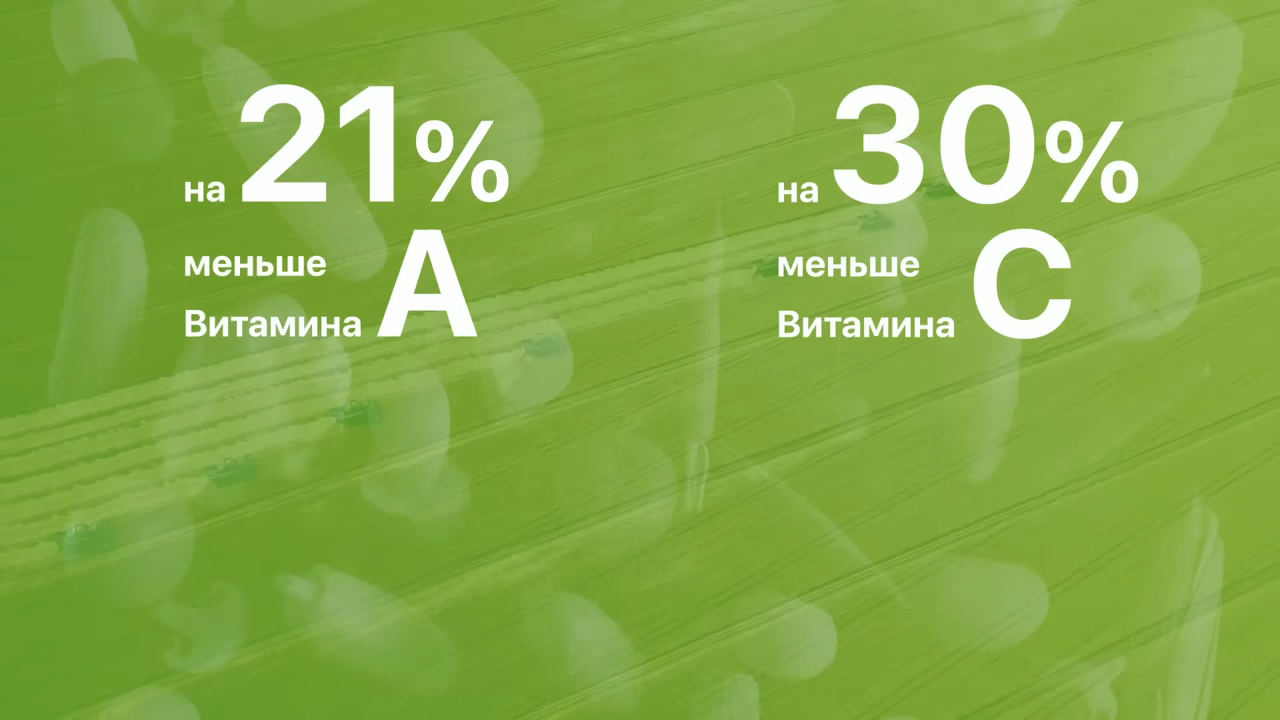 на 21%
меньше
Витамина A
на 30%
меньше
Витамина C